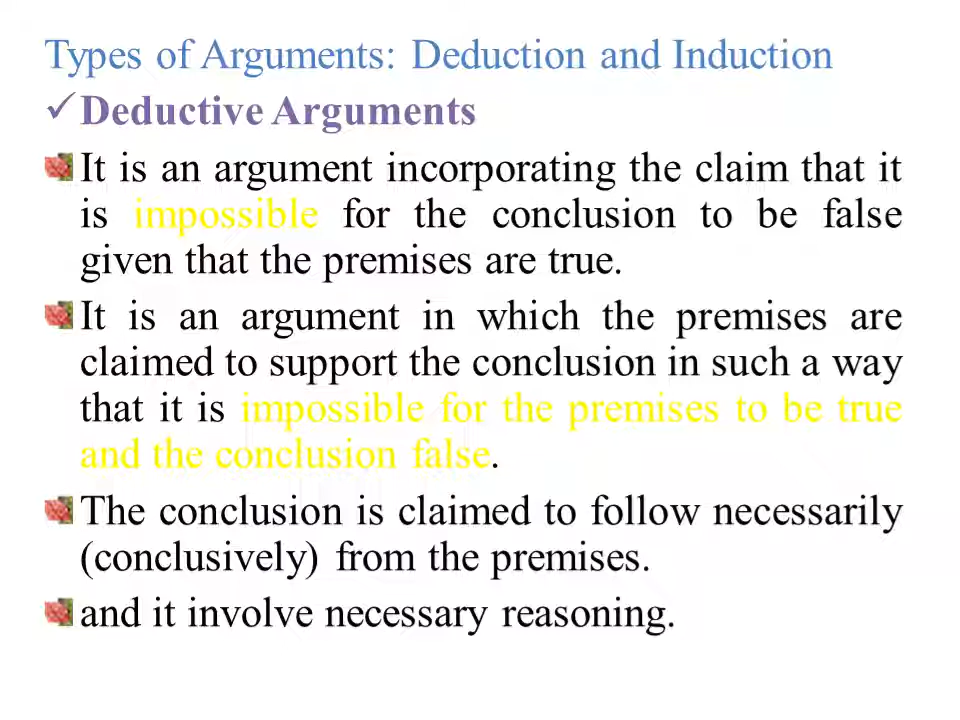 Types of Arguments: Deduction and Induction
✓Deductive Arguments
It is an argument incorporating the claim that it
is impossible for the conclusion to be false
given that the premises are true.
It is an argument in which the premises are
claimed to support the conclusion in such a way
that it is impossible for the premises to be true
and the conclusion false.
The conclusion is claimed to follow necessarily
(conclusively) from the premises.
and it involve necessary reasoning.